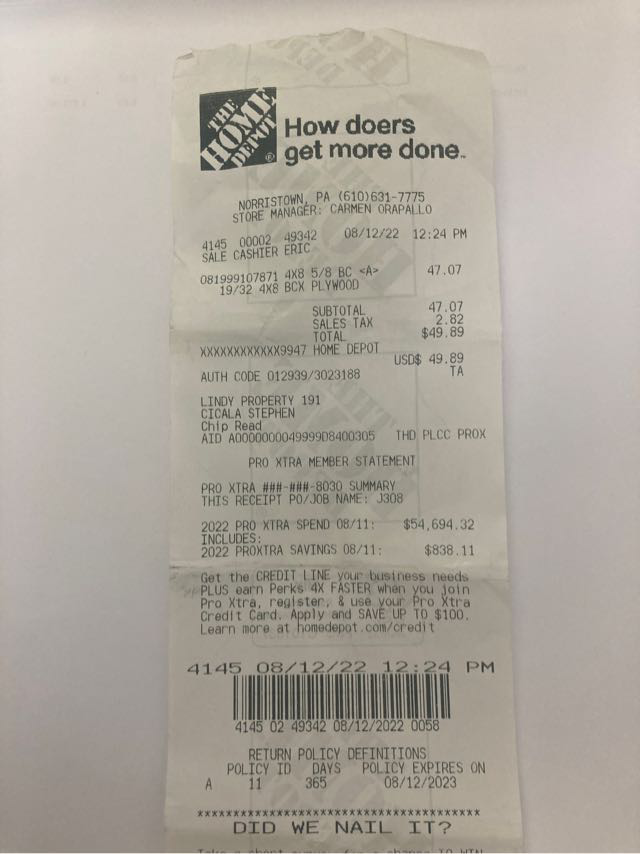 THE
HOME
DEPOT
®
How doers
get more done.™
NORRISTOWN, PA (610)631-7775
STORE MANAGER: CARMEN ORAPALLO
4145 00002 49342 08/12/22 12:24 PM
SALE CASHIER ERIC
081999107871 4X8 5/8 BC <A> 47.07
19/32 4X8 BCX PLYWOOD
SUBTOTAL 47.07
SALES TAX 2.82
TOTAL $49.89
XXXXXXXXXXXX9947 HOME DEPOT
USD$ 49.89
AUTH CODE 012939/3023188 TA
LINDY PROPERTY 191
CICALA STEPHEN
Chip Read
AID A0000000049999D8400305 THD PLCC PROX
PRO XTRA MEMBER STATEMENT
PRO XTRA ###-###-8030 SUMMARY
THIS RECEIPT PO/JOB NAME: J308
2022 PRO XTRA SPEND 08/11: $54,694.32
INCLUDES:
2022 PROXTRA SAVINGS 08/11: $838.11
Get the CREDIT LINE your business needs
PLUS earn Perks 4X FASTER when you join
Pro Xtra, register, & use your Pro Xtra
Credit Card. Apply and SAVE UP TO $100.
Learn more at homedepot.com/credit
4145 08/12/22 12:24 PM
4145 02 49342 08/12/2022 0058
RETURN POLICY DEFINITIONS
POLICY ID DAYS POLICY EXPIRES ON
A 11 365 08/12/2023
****************************************
DID WE NAIL IT?